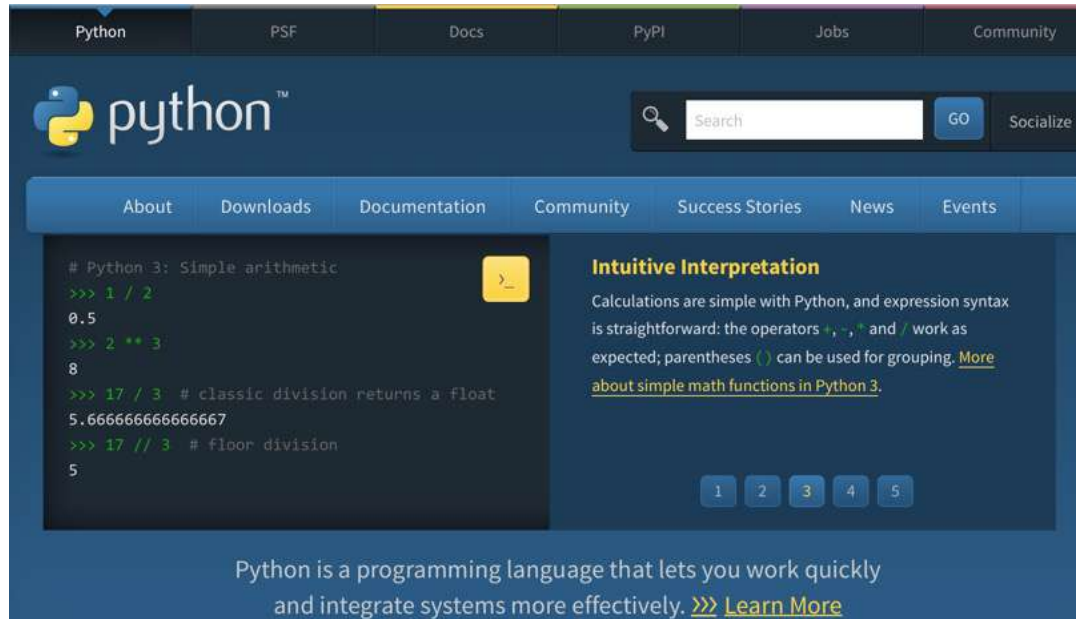 Python PSF Docs PyPI Jobs Community
python™
Search GO Socialize
About Downloads Documentation Community Success Stories News Events
# Python 3: Simple arithmetic
>>> 1 / 2
0.5
>>> 2 ** 3
8
>>> 17 / 3  # classic division returns a float
5.666666666666667
>>> 17 // 3  # floor division
5
>_
Intuitive Interpretation
Calculations are simple with Python, and expression syntax
is straightforward: the operators +, -, * and / work as
expected; parentheses () can be used for grouping. More
about simple math functions in Python 3.
1 2 3 4 5
Python is a programming language that lets you work quickly
and integrate systems more effectively. >>> Learn More